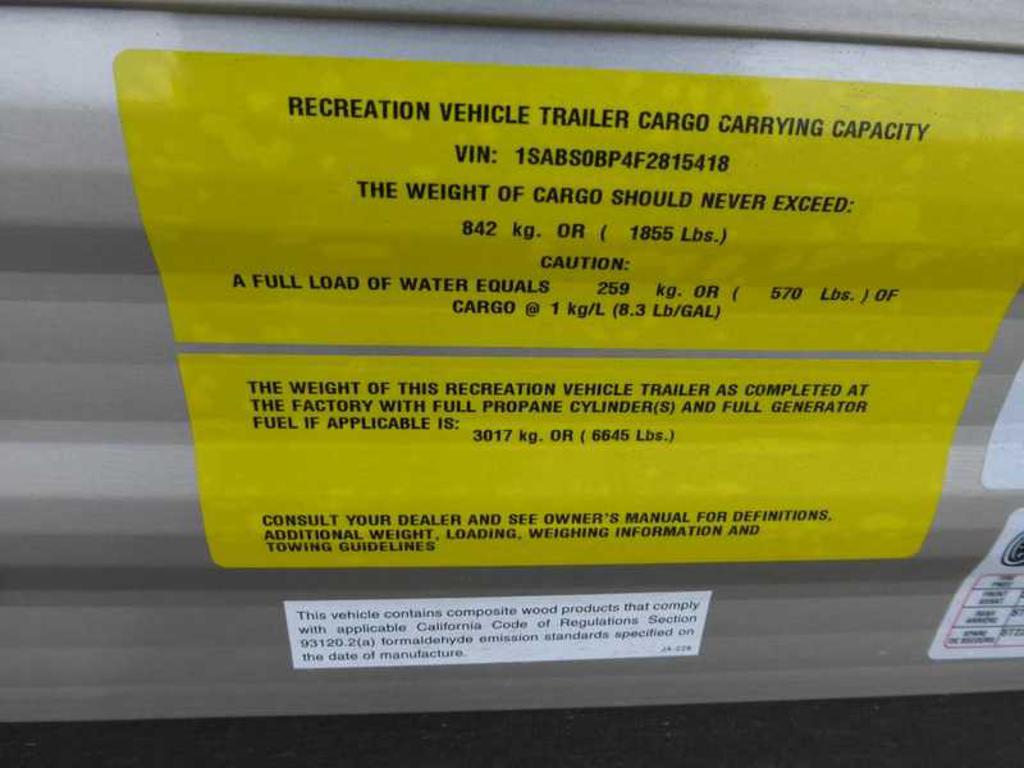 RECREATION VEHICLE TRAILER CARGO CARRYING CAPACITY
VIN: 1SABS0BP4F2815418
THE WEIGHT OF CARGO SHOULD NEVER EXCEED:
842 kg. OR ( 1855 Lbs.)
CAUTION:
A FULL LOAD OF WATER EQUALS 259 kg. OR ( 570 Lbs. ) OF
CARGO @ 1 kg/L (8.3 Lb/GAL)
THE WEIGHT OF THIS RECREATION VEHICLE TRAILER AS COMPLETED AT
THE FACTORY WITH FULL PROPANE CYLINDER(S) AND FULL GENERATOR
FUEL IF APPLICABLE IS:
3017 kg. OR ( 6645 Lbs.)
CONSULT YOUR DEALER AND SEE OWNER'S MANUAL FOR DEFINITIONS,
ADDITIONAL WEIGHT, LOADING, WEIGHING INFORMATION AND
TOWING GUIDELINES
This vehicle contains composite wood products that comply
with applicable California Code of Regulations Section
93120.2(a) formaldehyde emission standards specified on
the date of manufacture.